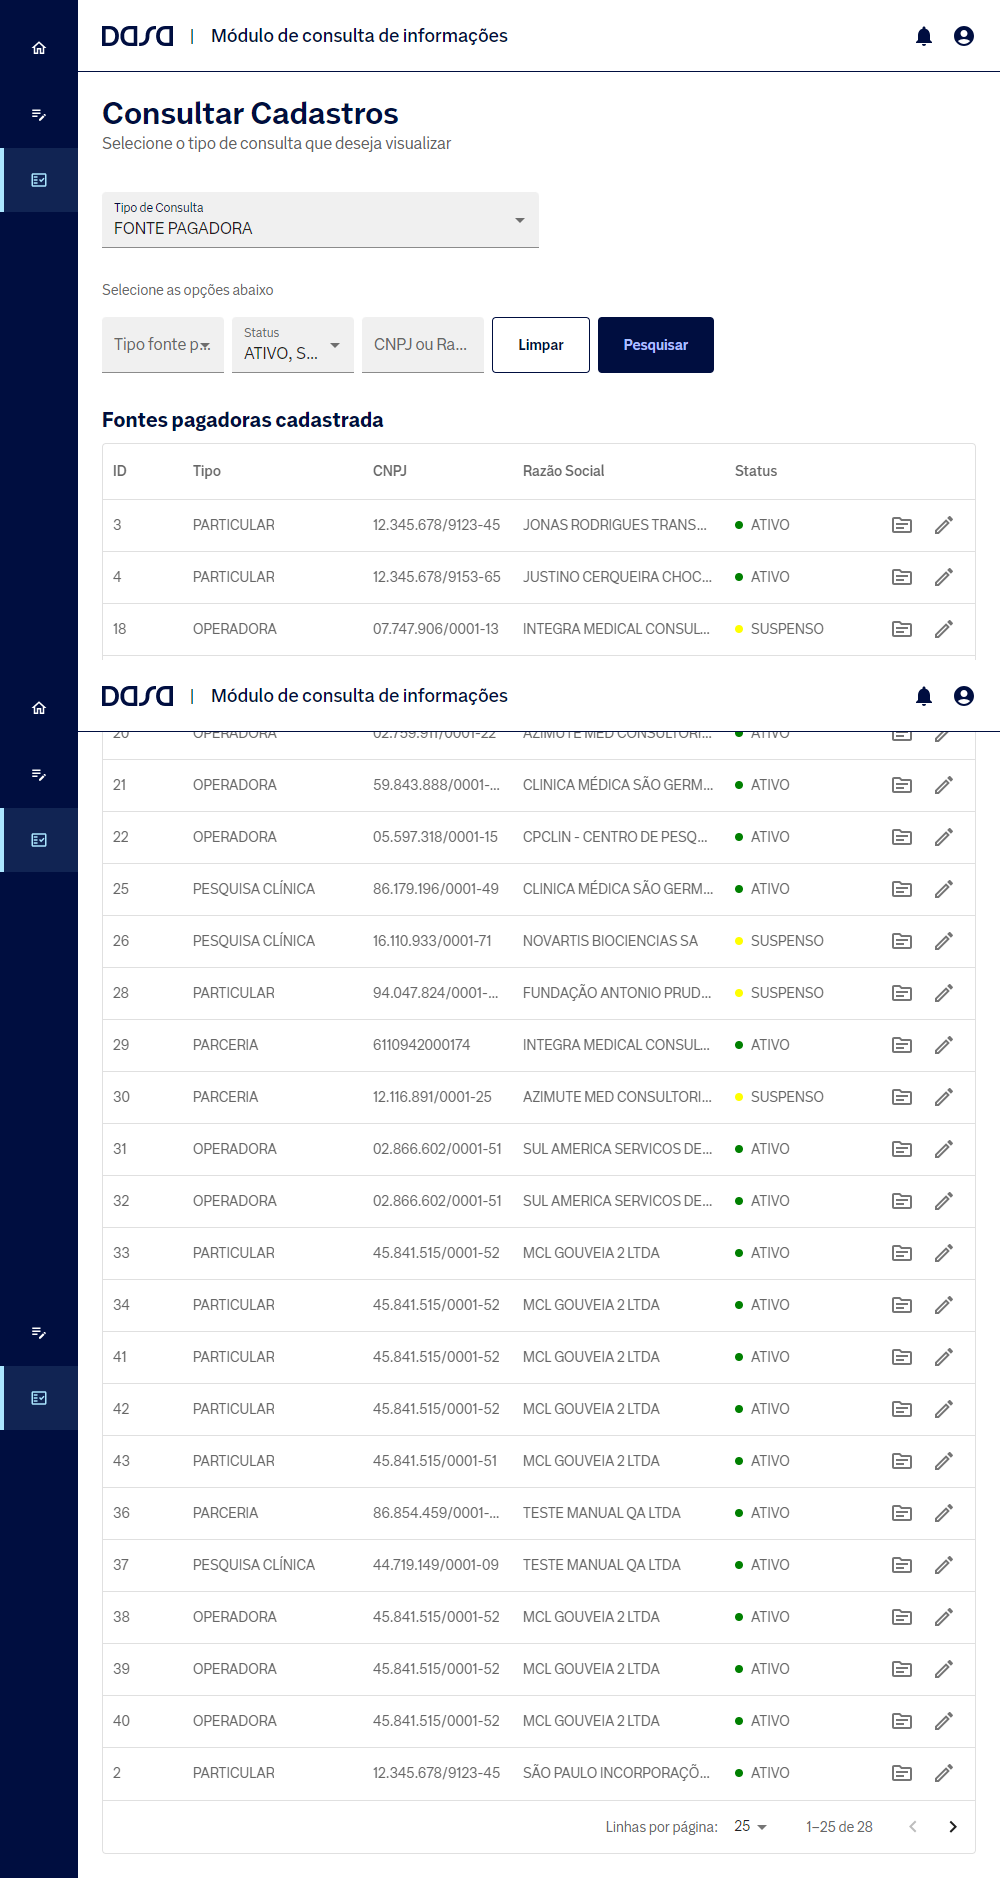 DASA | Módulo de consulta de informações
Consultar Cadastros
Selecione o tipo de consulta que deseja visualizar
Tipo de Consulta
FONTE PAGADORA
Selecione as opções abaixo
Tipo fonte p...
Status
ATIVO, S...
CNPJ ou Ra...
Limpar
Pesquisar
Fontes pagadoras cadastrada
ID Tipo CNPJ Razão Social Status
3 PARTICULAR 12.345.678/9123-45 JONAS RODRIGUES TRANS... ATIVO
4 PARTICULAR 12.345.678/9153-65 JUSTINO CERQUEIRA CHOC... ATIVO
18 OPERADORA 07.747.906/0001-13 INTEGRA MEDICAL CONSUL... SUSPENSO
DASA | Módulo de consulta de informações
20 OPERADORA 02.759.911/0001-22 AZIMUTE MED CONSULTORI... ATIVO
21 OPERADORA 59.843.888/0001-... CLINICA MÉDICA SÃO GERM... ATIVO
22 OPERADORA 05.597.318/0001-15 CPCLIN - CENTRO DE PESQ... ATIVO
25 PESQUISA CLÍNICA 86.179.196/0001-49 CLINICA MÉDICA SÃO GERM... ATIVO
26 PESQUISA CLÍNICA 16.110.933/0001-71 NOVARTIS BIOCIENCIAS SA SUSPENSO
28 PARTICULAR 94.047.824/0001-... FUNDAÇÃO ANTONIO PRUD... SUSPENSO
29 PARCERIA 6110942000174 INTEGRA MEDICAL CONSUL... ATIVO
30 PARCERIA 12.116.891/0001-25 AZIMUTE MED CONSULTORI... SUSPENSO
31 OPERADORA 02.866.602/0001-51 SUL AMERICA SERVICOS DE... ATIVO
32 OPERADORA 02.866.602/0001-51 SUL AMERICA SERVICOS DE... ATIVO
33 PARTICULAR 45.841.515/0001-52 MCL GOUVEIA 2 LTDA ATIVO
34 PARTICULAR 45.841.515/0001-52 MCL GOUVEIA 2 LTDA ATIVO
41 PARTICULAR 45.841.515/0001-52 MCL GOUVEIA 2 LTDA ATIVO
42 PARTICULAR 45.841.515/0001-52 MCL GOUVEIA 2 LTDA ATIVO
43 PARTICULAR 45.841.515/0001-51 MCL GOUVEIA 2 LTDA ATIVO
36 PARCERIA 86.854.459/0001-... TESTE MANUAL QA LTDA ATIVO
37 PESQUISA CLÍNICA 44.719.149/0001-09 TESTE MANUAL QA LTDA ATIVO
38 OPERADORA 45.841.515/0001-52 MCL GOUVEIA 2 LTDA ATIVO
39 OPERADORA 45.841.515/0001-52 MCL GOUVEIA 2 LTDA ATIVO
40 OPERADORA 45.841.515/0001-52 MCL GOUVEIA 2 LTDA ATIVO
2 PARTICULAR 12.345.678/9123-45 SÃO PAULO INCORPORAÇÕ... ATIVO
Linhas por página: 25 1–25 de 28